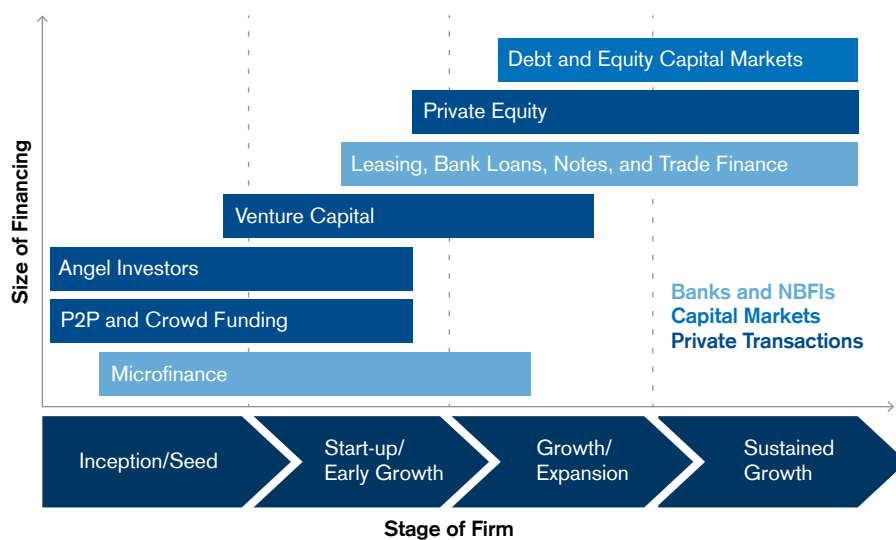 Size of Financing
Debt and Equity Capital Markets
Private Equity
Leasing, Bank Loans, Notes, and Trade Finance
Venture Capital
Angel Investors
P2P and Crowd Funding
Microfinance
Banks and NBFIs
Capital Markets
Private Transactions
Inception/Seed
Start-up/
Early Growth
Growth/
Expansion
Sustained
Growth
Stage of Firm